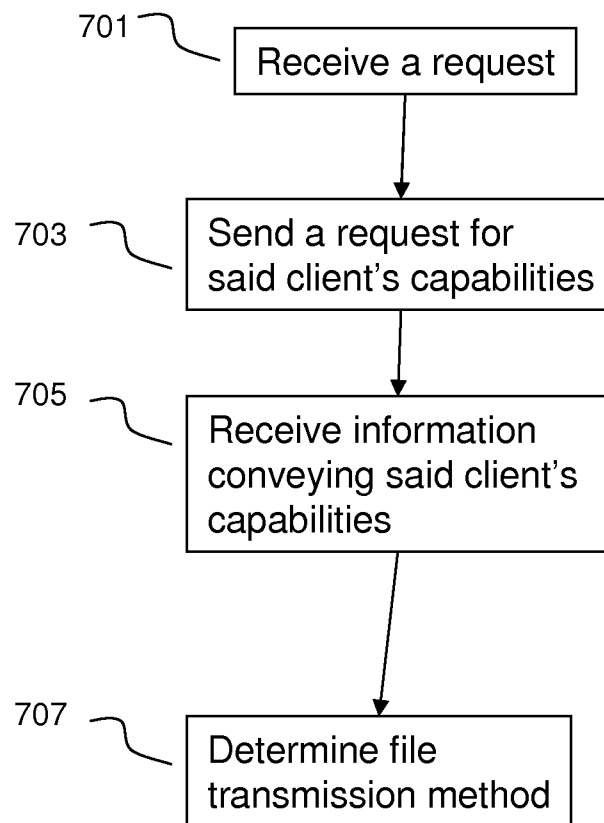 701
Receive a request
703
Send a request for
said client's capabilities
705
Receive information
conveying said client's
capabilities
707
Determine file
transmission method